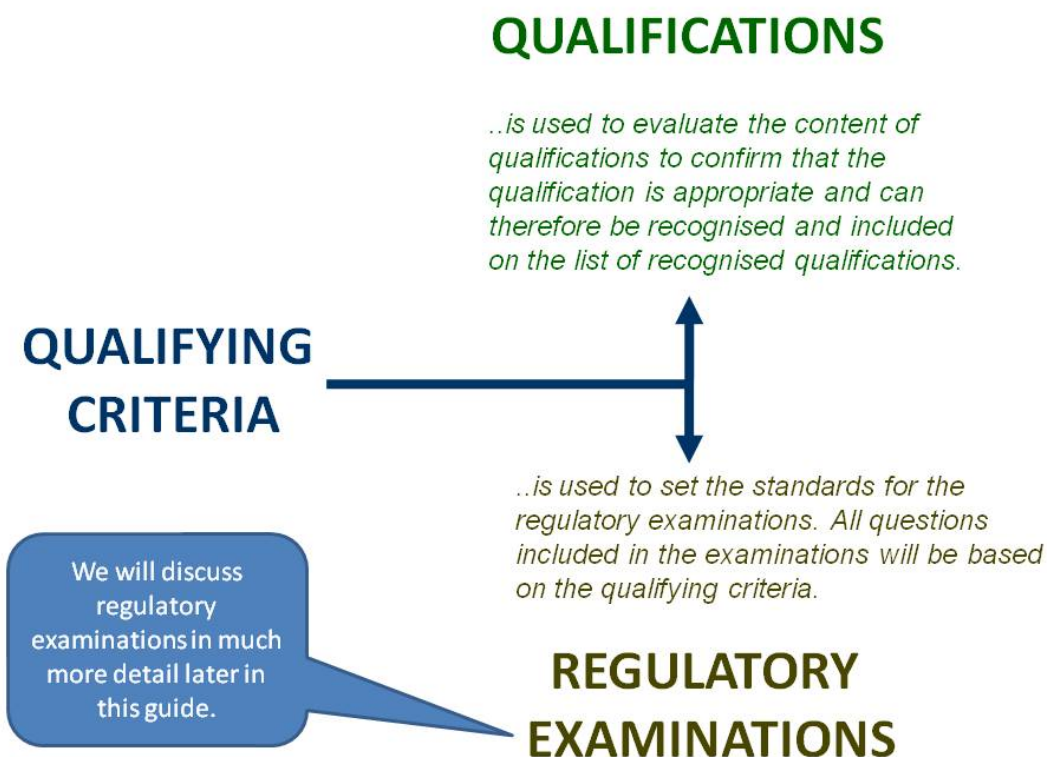 QUALIFICATIONS
..is used to evaluate the content of
qualifications to confirm that the
qualification is appropriate and can
therefore be recognised and included
on the list of recognised qualifications.
QUALIFYING
CRITERIA
..is used to set the standards for the
regulatory examinations. All questions
included in the examinations will be based
on the qualifying criteria.
We will discuss
regulatory
examinations in much
more detail later in
this guide.
REGULATORY
EXAMINATIONS